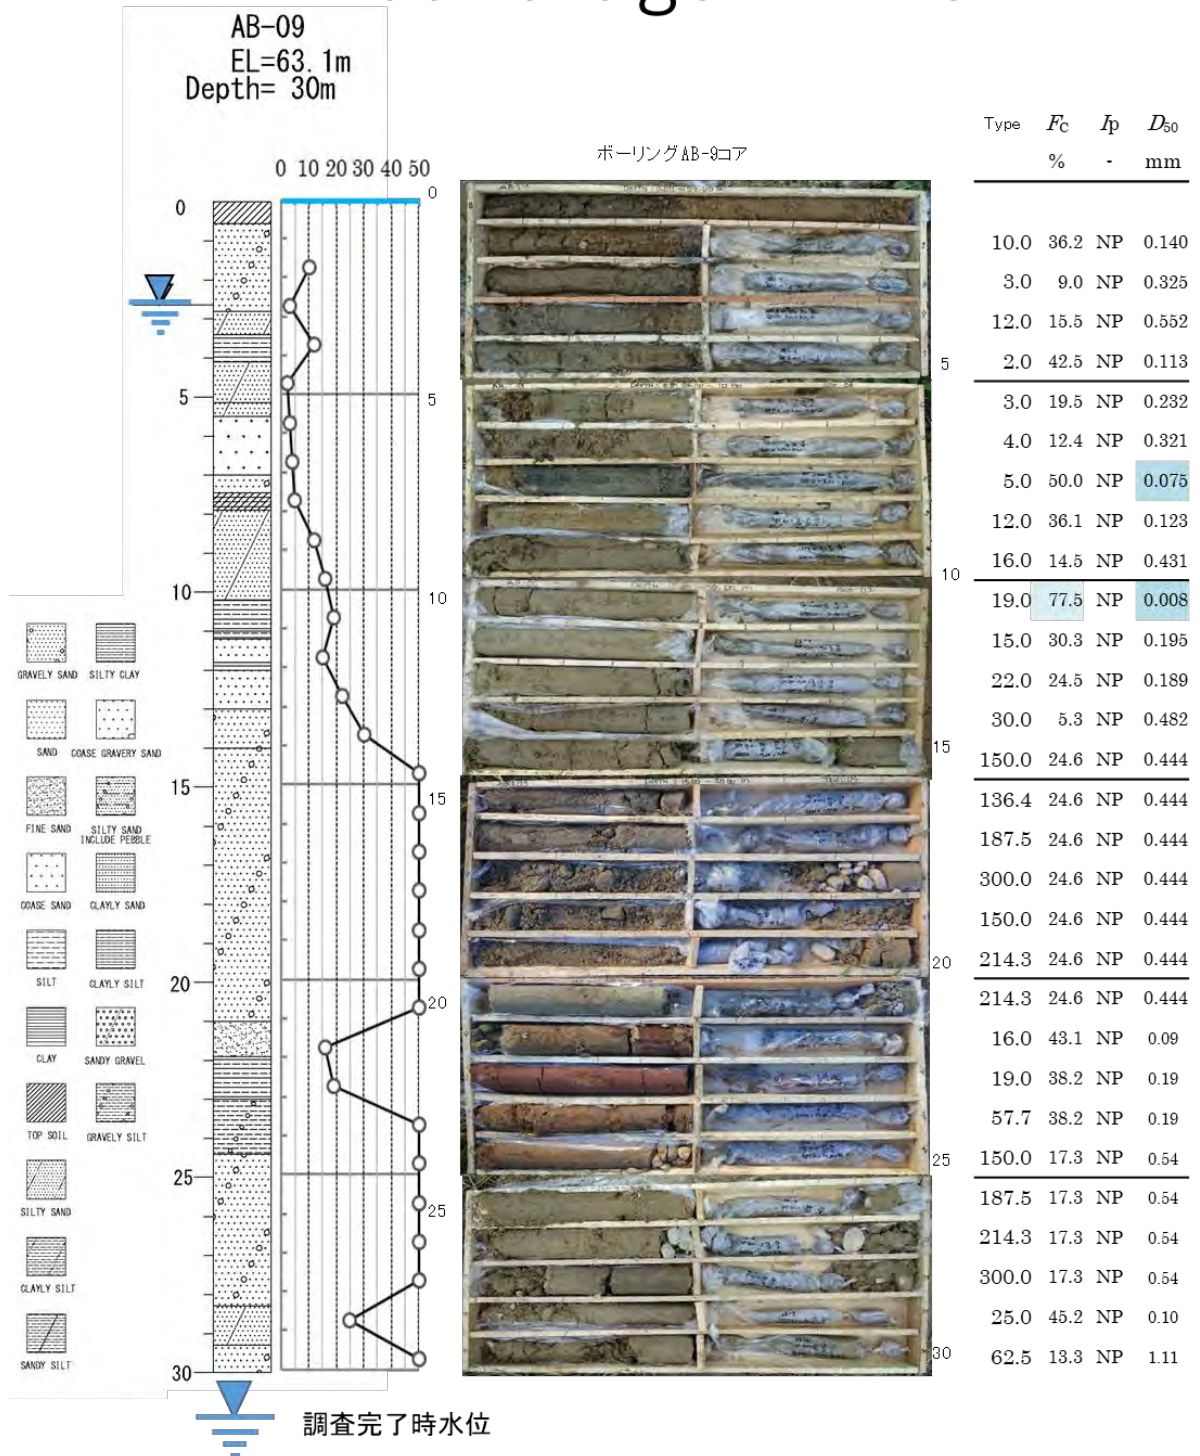 AB-09
EL=63.1m
Depth= 30m
ボーリングAB-9コア
0 10 20 30 40 50
0
5
10
15
20
25
30
0
5
10
15
20
25
5
10
15
20
25
30
Type FC Ip D50
% - mm
10.0 36.2 NP 0.140
3.0 9.0 NP 0.325
12.0 15.5 NP 0.552
2.0 42.5 NP 0.113
3.0 19.5 NP 0.232
4.0 12.4 NP 0.321
5.0 50.0 NP 0.075
12.0 36.1 NP 0.123
16.0 14.5 NP 0.431
19.0 77.5 NP 0.008
15.0 30.3 NP 0.195
22.0 24.5 NP 0.189
30.0 5.3 NP 0.482
150.0 24.6 NP 0.444
136.4 24.6 NP 0.444
187.5 24.6 NP 0.444
300.0 24.6 NP 0.444
150.0 24.6 NP 0.444
214.3 24.6 NP 0.444
214.3 24.6 NP 0.444
16.0 43.1 NP 0.09
19.0 38.2 NP 0.19
57.7 38.2 NP 0.19
150.0 17.3 NP 0.54
187.5 17.3 NP 0.54
214.3 17.3 NP 0.54
300.0 17.3 NP 0.54
25.0 45.2 NP 0.10
62.5 13.3 NP 1.11
GRAVELY SAND SILTY CLAY
SAND COASE GRAVERY SAND
FINE SAND SILTY SAND
INCLUDE PEBBLE
COASE SAND CLAYLY SAND
SILT CLAYLY SILT
CLAY SANDY GRAVEL
TOP SOIL GRAVELY SILT
SILTY SAND
CLAYLY SILT
SANDY SILT
調査完了時水位